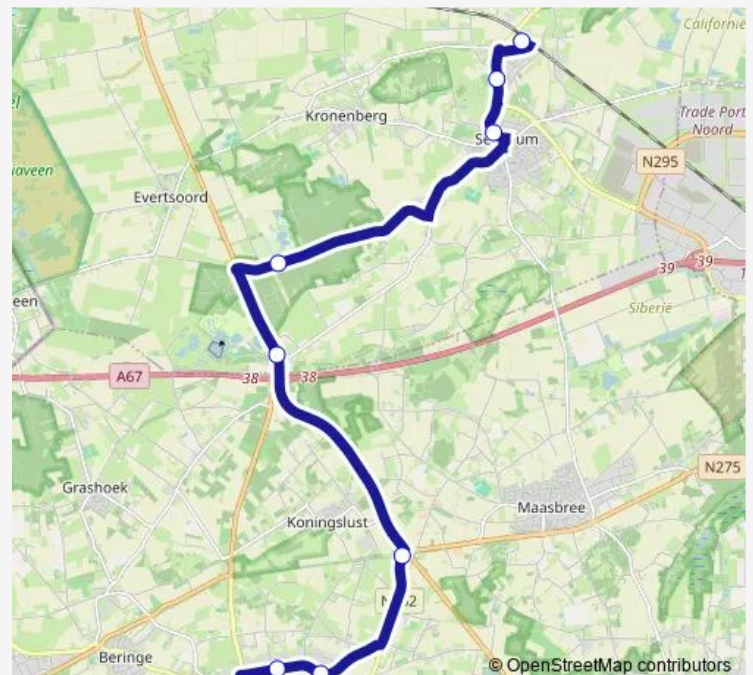 Californie
Kronenberg
Trade Port
Noord
N295
Evertsoord
39
39
Siberië
A67
38
38
N275
Grashoek
Maasbree
Koningslust
Beringe
© OpenStreetMap contributors